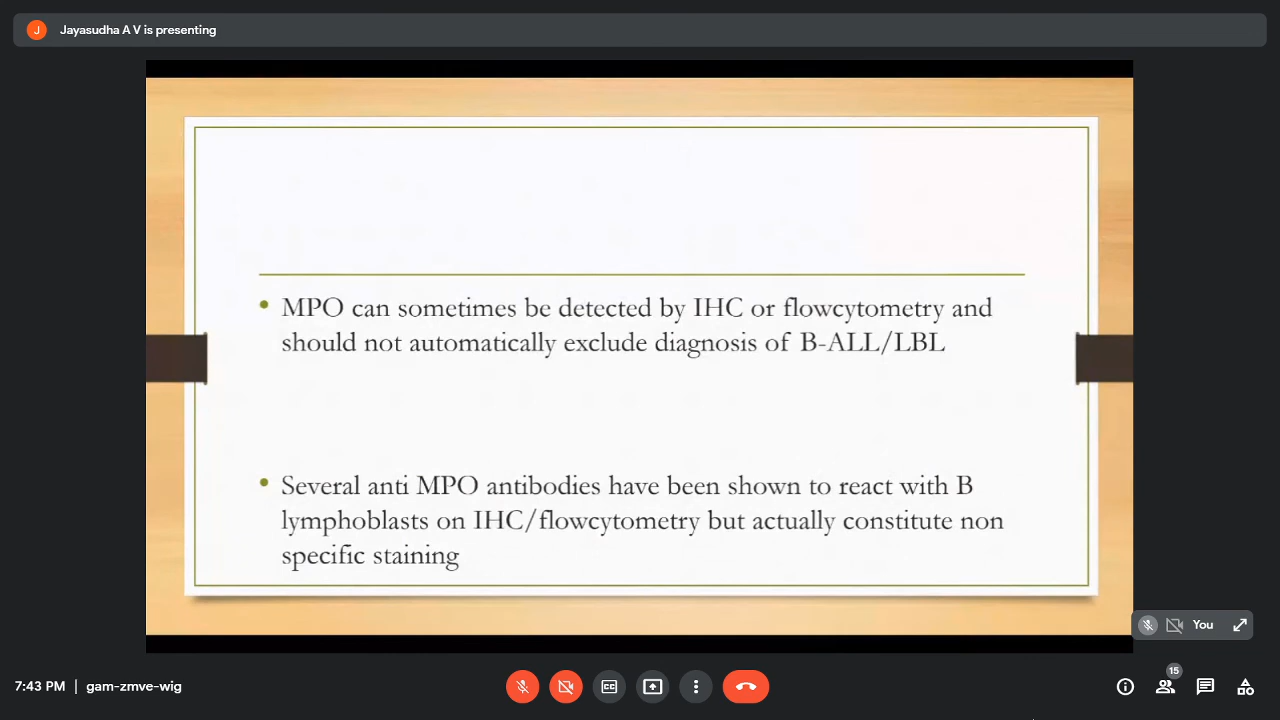 J Jayasudha A V is presenting
• MPO can sometimes be detected by IHC or flowcytometry and
should not automatically exclude diagnosis of B-ALL/LBL
• Several anti MPO antibodies have been shown to react with B
lymphoblasts on IHC/flowcytometry but actually constitute non
specific staining
You
15
7:43 PM | gam-zmve-wig
CC